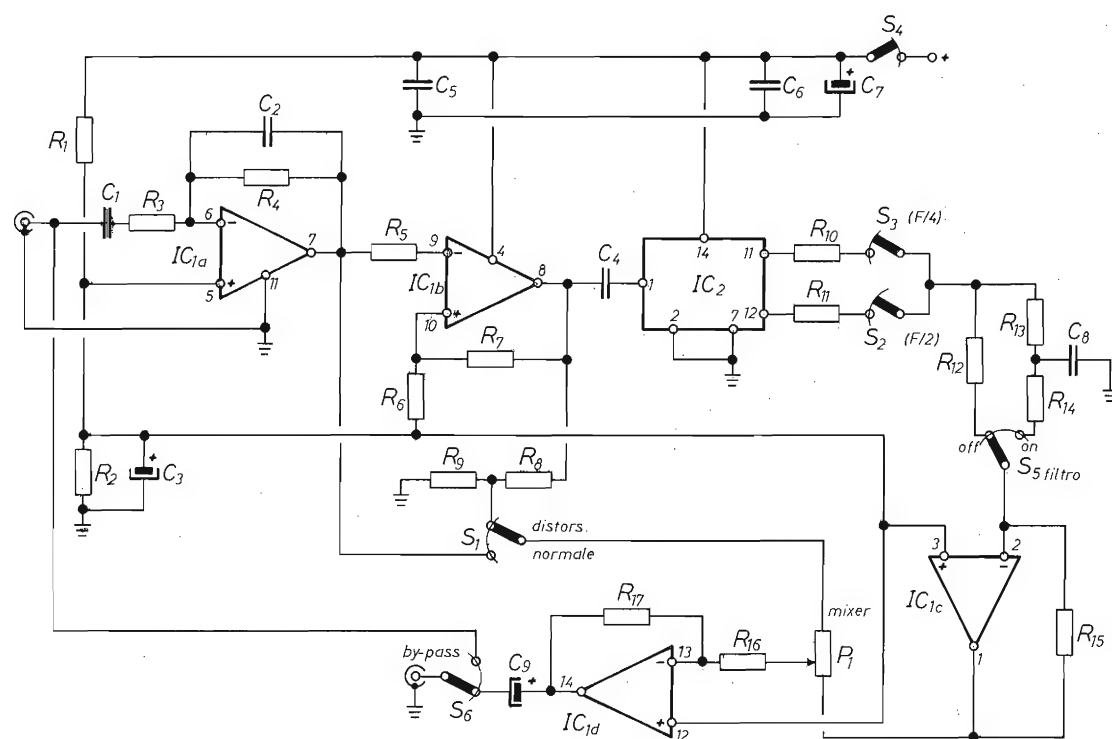 S4
+
C5
C6
+
C7
R1
C2
R4
C1
R3
6
-
IC1a
7
11
+
5
R5
9
-
4
IC1b
8
10
*
C4
14
1
11
IC2
2
7
12
R10
S3 (F/4)
R11
S2 (F/2)
R13
C8
R12
R14
R7
R6
off
on
S5 filtro
R2
+
C3
R9
R8
S1
distors.
normale
3
2
+
-
IC1c
1
R15
mixer
R17
R16
P1
by-pass
C9
+
S6
14
-
13
IC1d
+
12